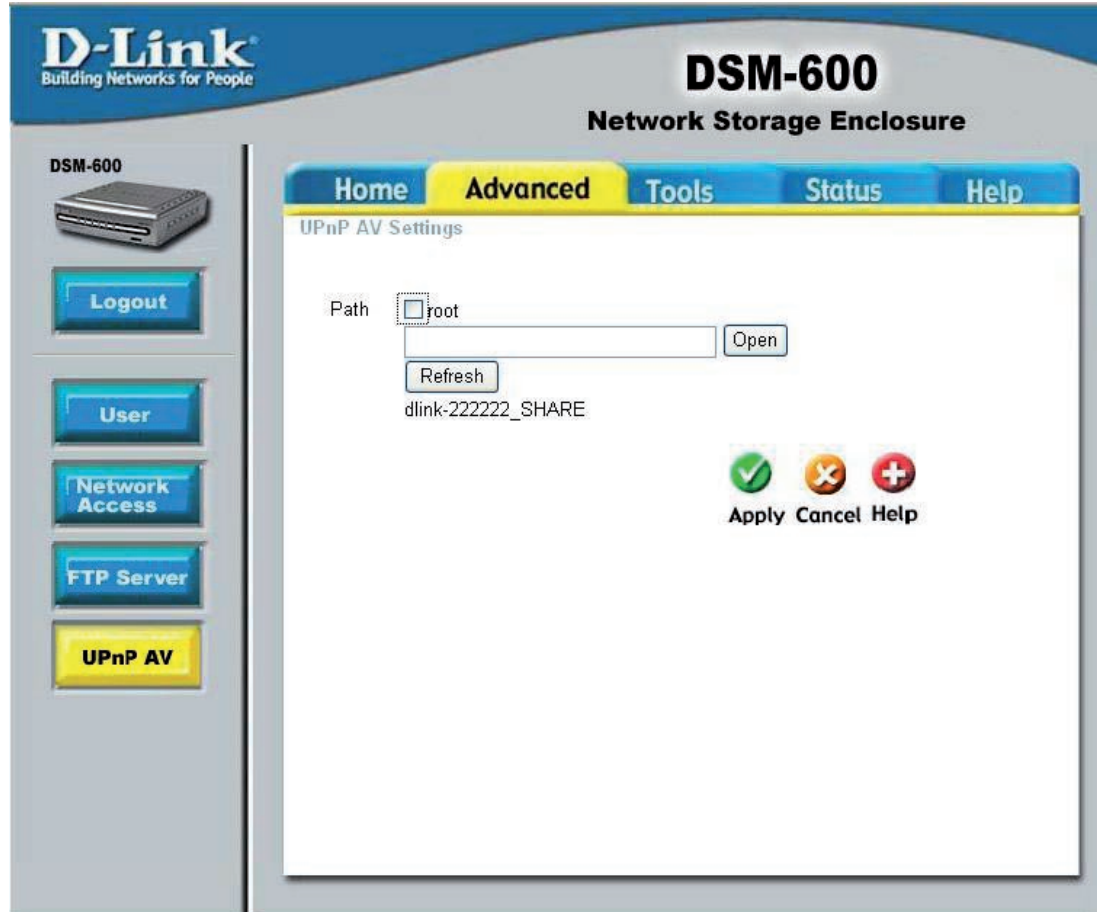 D-Link
Building Networks for People
DSM-600
Network Storage Enclosure
DSM-600
Home Advanced Tools Status Help
UPnP AV Settings
Logout
Path root
Open
Refresh
dlink-222222_SHARE
User
Network
Access
Apply Cancel Help
FTP Server
UPnP AV